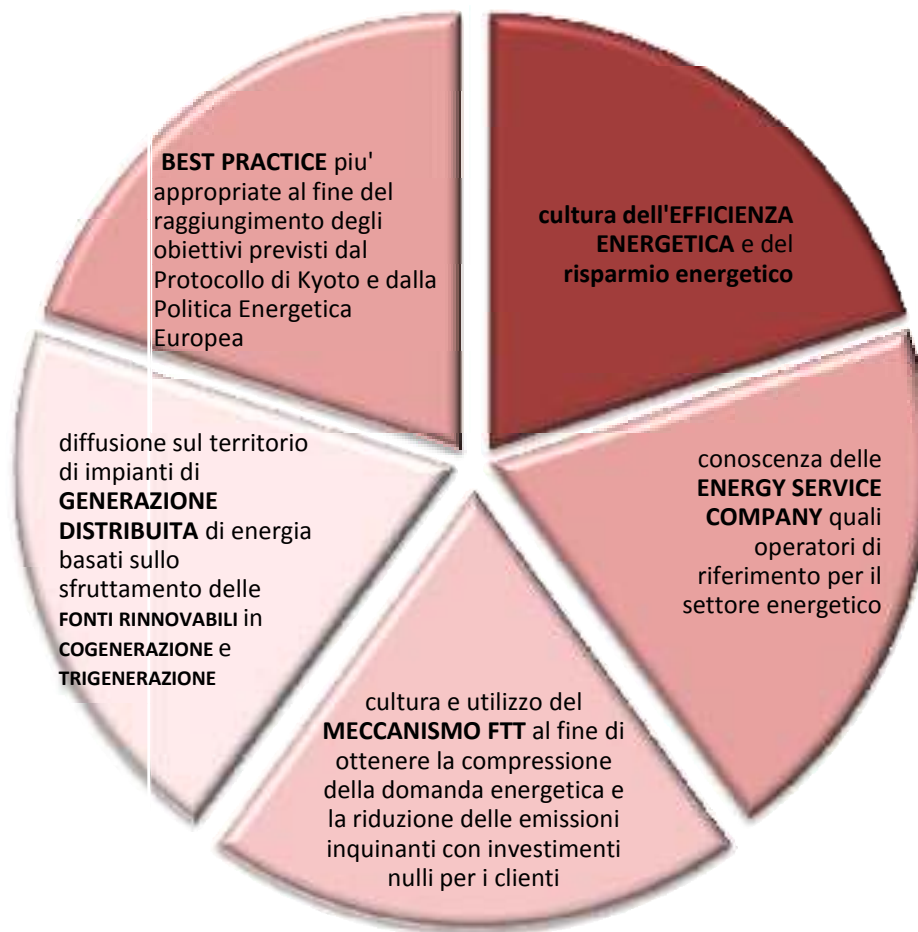 BEST PRACTICE piu'
appropriate al fine del
raggiungimento degli
obiettivi previsti dal
Protocollo di Kyoto e dalla
Politica Energetica
Europea
cultura dell'EFFICIENZA
ENERGETICA e del
risparmio energetico
conoscenza delle
ENERGY SERVICE
COMPANY quali
operatori di
riferimento per il
settore energetico
cultura e utilizzo del
MECCANISMO FTT al fine di
ottenere la compressione
della domanda energetica e
la riduzione delle emissioni
inquinanti con investimenti
nulli per i clienti
diffusione sul territorio
di impianti di
GENERAZIONE
DISTRIBUITA di energia
basati sullo
sfruttamento delle
FONTI RINNOVABILI in
COGENERAZIONE e
TRIGENERAZIONE